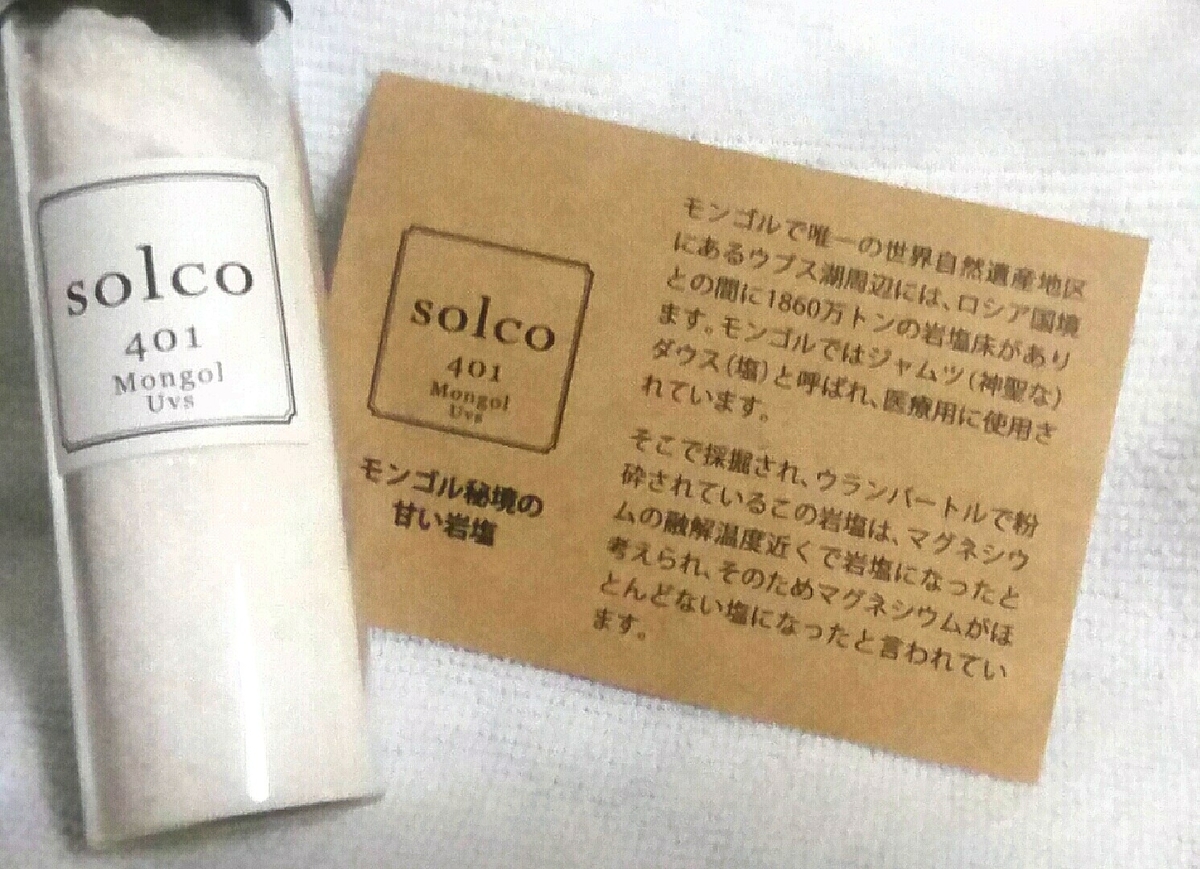 solco
401
Mongol
Uvs
solco
401
Mongol
Uvs
モンゴル秘境の
甘い岩塩
モンゴルで唯一の世界自然遺産地区
にあるウブス湖周辺には、ロシア国境
との間に1860万トンの岩塩床があり
ます。モンゴルではジャムツ(神聖な)
ダウス(塩)と呼ばれ、医療用に使用さ
れています。
そこで採掘され、ウランバートルで粉
砕されているこの岩塩は、マグネシウ
ムの融解温度近くで岩塩になったと
考えられ、そのためマグネシウムがほ
とんどない塩になったと言われてい
ます。